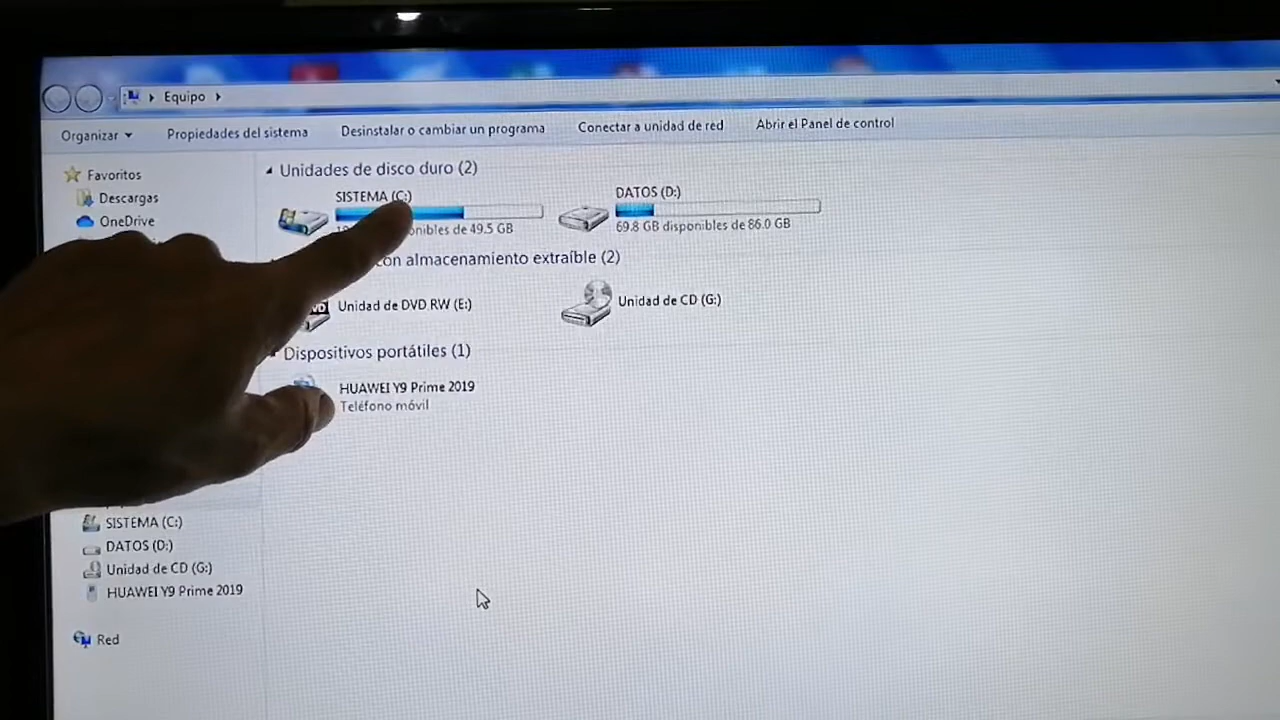 Equipo
Organizar
Propiedades del sistema
Desinstalar o cambiar un programa
Conectar a unidad de red
Abrir el Panel de control
Favoritos
Descargas
OneDrive
Unidades de disco duro (2)
SISTEMA (C:)
de 49.5 GB
DATOS (D:)
69.8 GB disponibles de 86.0 GB
con almacenamiento extraíble (2)
Unidad de DVD RW (E:)
Unidad de CD (G:)
Dispositivos portátiles (1)
HUAWEI Y9 Prime 2019
Teléfono móvil
SISTEMA (C:)
DATOS (D:)
Unidad de CD (G:)
HUAWEI Y9 Prime 2019
Red